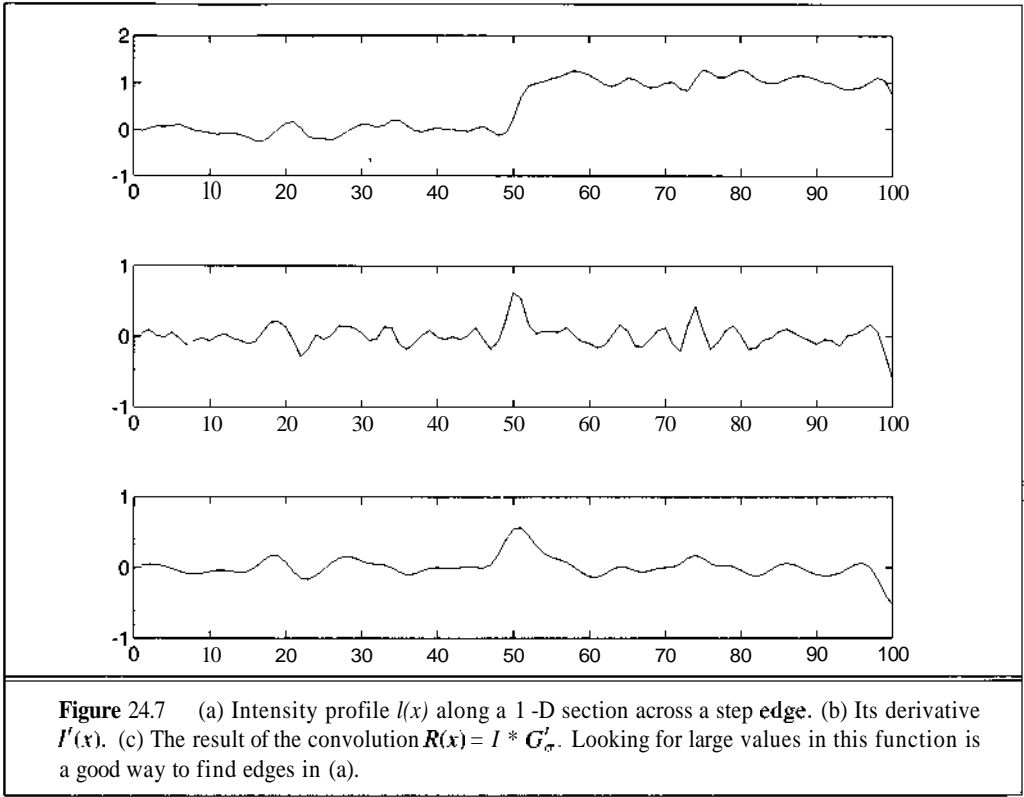 2
1
0
-1
0 10 20 30 40 50 60 70 80 90 100
1
0
-1
0 10 20 30 40 50 60 70 80 90 100
1
0
-1
0 10 20 30 40 50 60 70 80 90 100
Figure 24.7 (a) Intensity profile l(x) along a 1 -D section across a step edge. (b) Its derivative
I′(x). (c) The result of the convolution R(x) = I * G′σ. Looking for large values in this function is
a good way to find edges in (a).